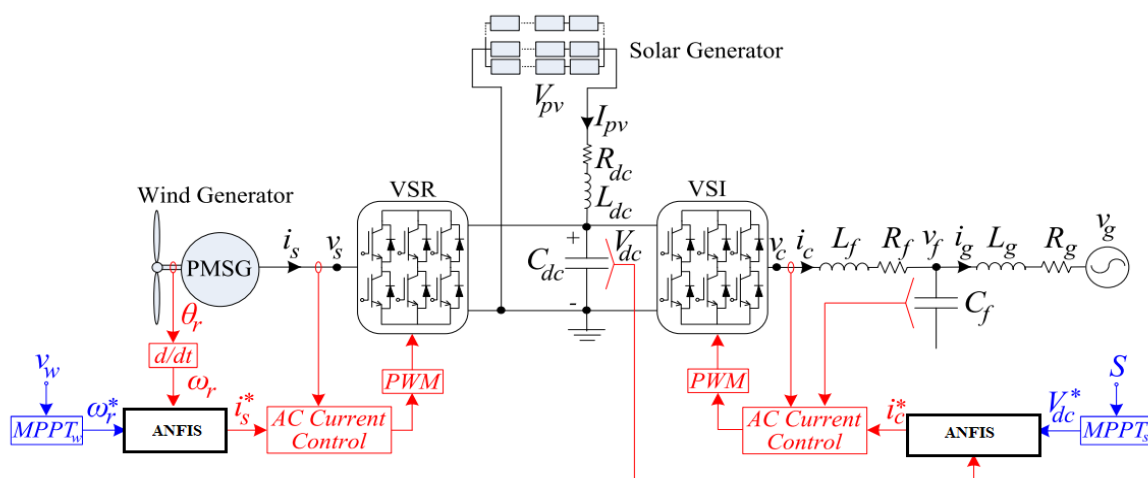 Solar Generator
V_pv
I_pv
R_dc
L_dc
Wind Generator
VSR
VSI
PMSG
i_s
v_s
+
C_dc
-
V_dc
v_c
i_c
L_f
R_f
v_f
i_g
L_g
R_g
v_g
C_f
θ_r
d/dt
ω_r
v_w
MPPT_w
ω_r^*
ANFIS
i_s^*
AC Current
Control
PWM
PWM
AC Current
Control
i_c^*
ANFIS
V_dc^*
S
MPPT_s